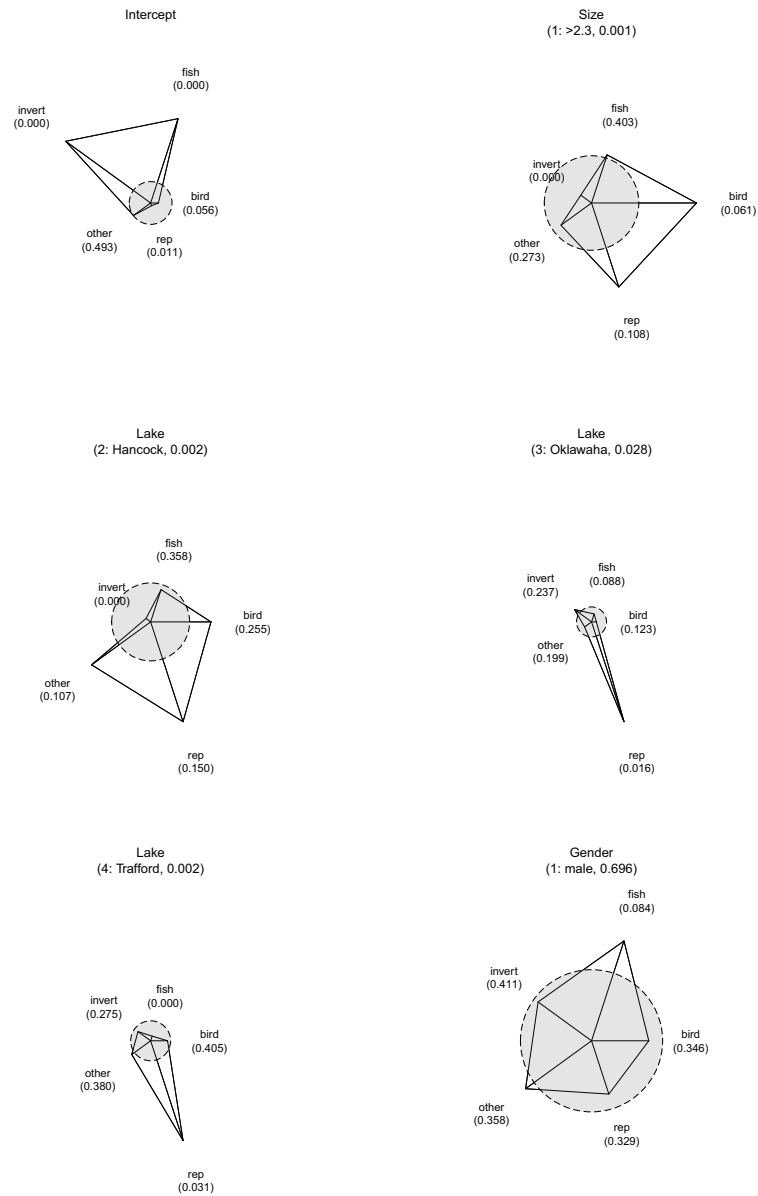 Intercept
fish
(0.000)
invert
(0.000)
bird
(0.056)
other
(0.493)
rep
(0.011)
Size
(1: >2.3, 0.001)
fish
(0.403)
invert
(0.000)
bird
(0.061)
other
(0.273)
rep
(0.108)
Lake
(2: Hancock, 0.002)
fish
(0.358)
invert
(0.000)
bird
(0.255)
other
(0.107)
rep
(0.150)
Lake
(3: Oklawaha, 0.028)
fish
(0.088)
invert
(0.237)
bird
(0.123)
other
(0.199)
rep
(0.016)
Lake
(4: Trafford, 0.002)
fish
(0.000)
invert
(0.275)
bird
(0.405)
other
(0.380)
rep
(0.031)
Gender
(1: male, 0.696)
fish
(0.084)
invert
(0.411)
bird
(0.346)
other
(0.358)
rep
(0.329)